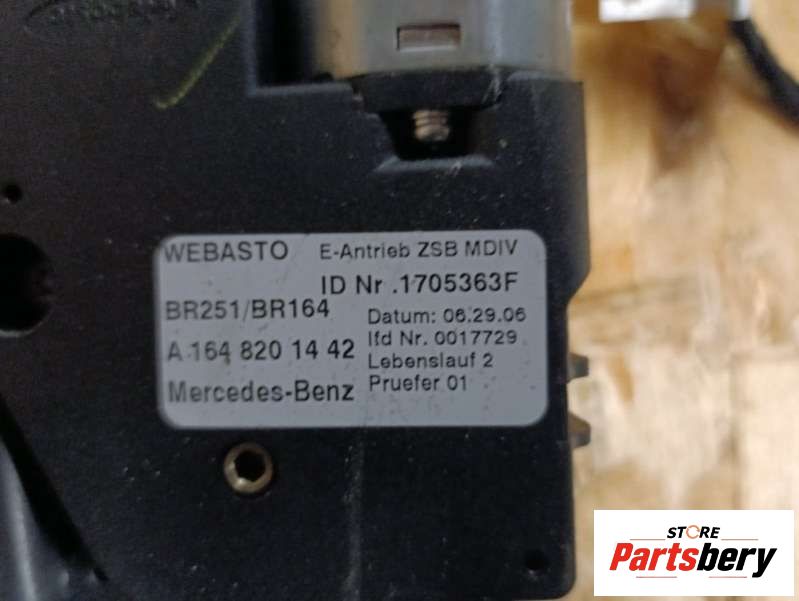 WEBASTO E-Antrieb ZSB MDIV
ID Nr .1705363F
BR251/BR164
Datum: 06.29.06
A 164 820 14 42
lfd Nr. 0017729
Lebenslauf 2
Mercedes-Benz
Pruefer 01
STORE
Partsbery